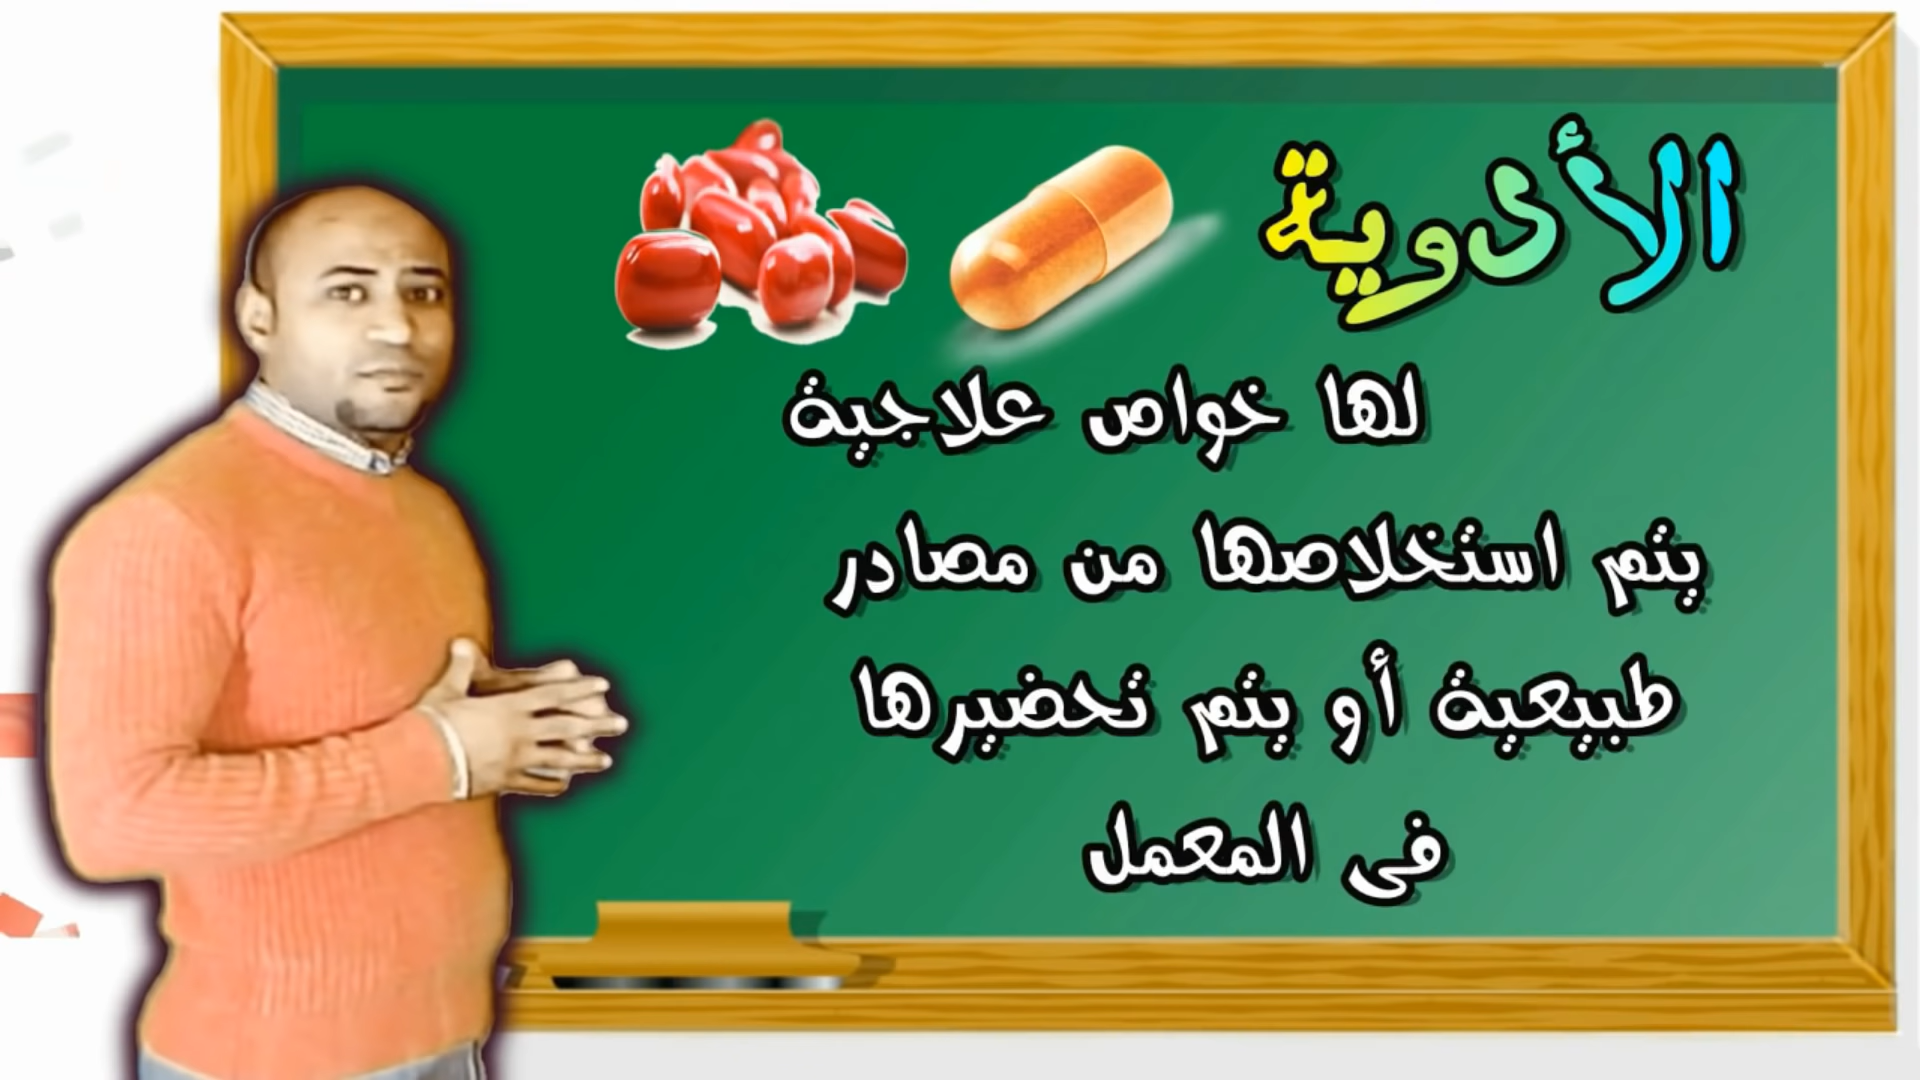 الأدوية
لها خواص علاجية
يتم استخلاصها من مصادر
طبيعية أو يتم تحضيرها
فى المعمل